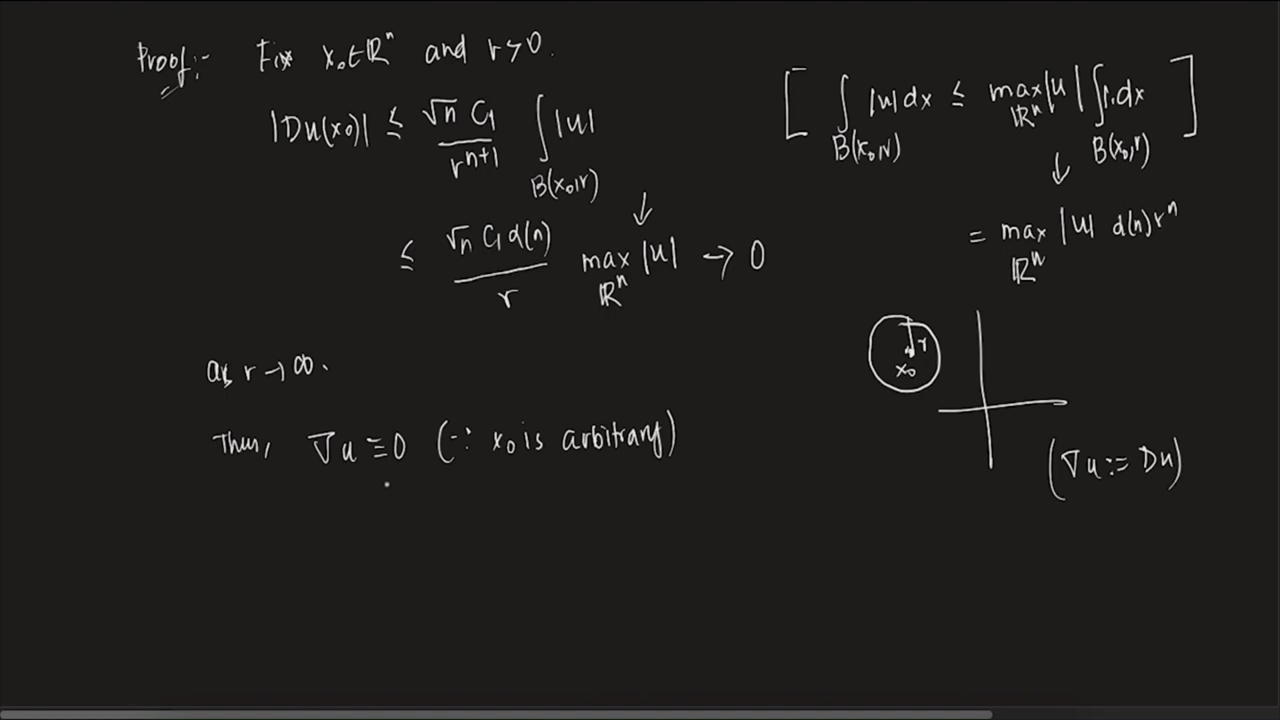 Proof:- Fix x₀ ∈ ℝⁿ and r > 0.
|Du(x₀)| ≤ √n C₁ / rⁿ⁺¹ ∫_{B(x₀,r)} |u|
≤ √n C₁ α(n) / r max_{ℝⁿ} |u| → 0
as r → ∞.
Thus, ∇u ≡ 0 (∵ x₀ is arbitrary)
[ ∫_{B(x₀,r)} |u| dx ≤ max_{ℝⁿ} |u| ∫_{B(x₀,r)} 1.dx ]
= max_{ℝⁿ} |u| α(n) rⁿ
r
x₀
(∇u := Du)